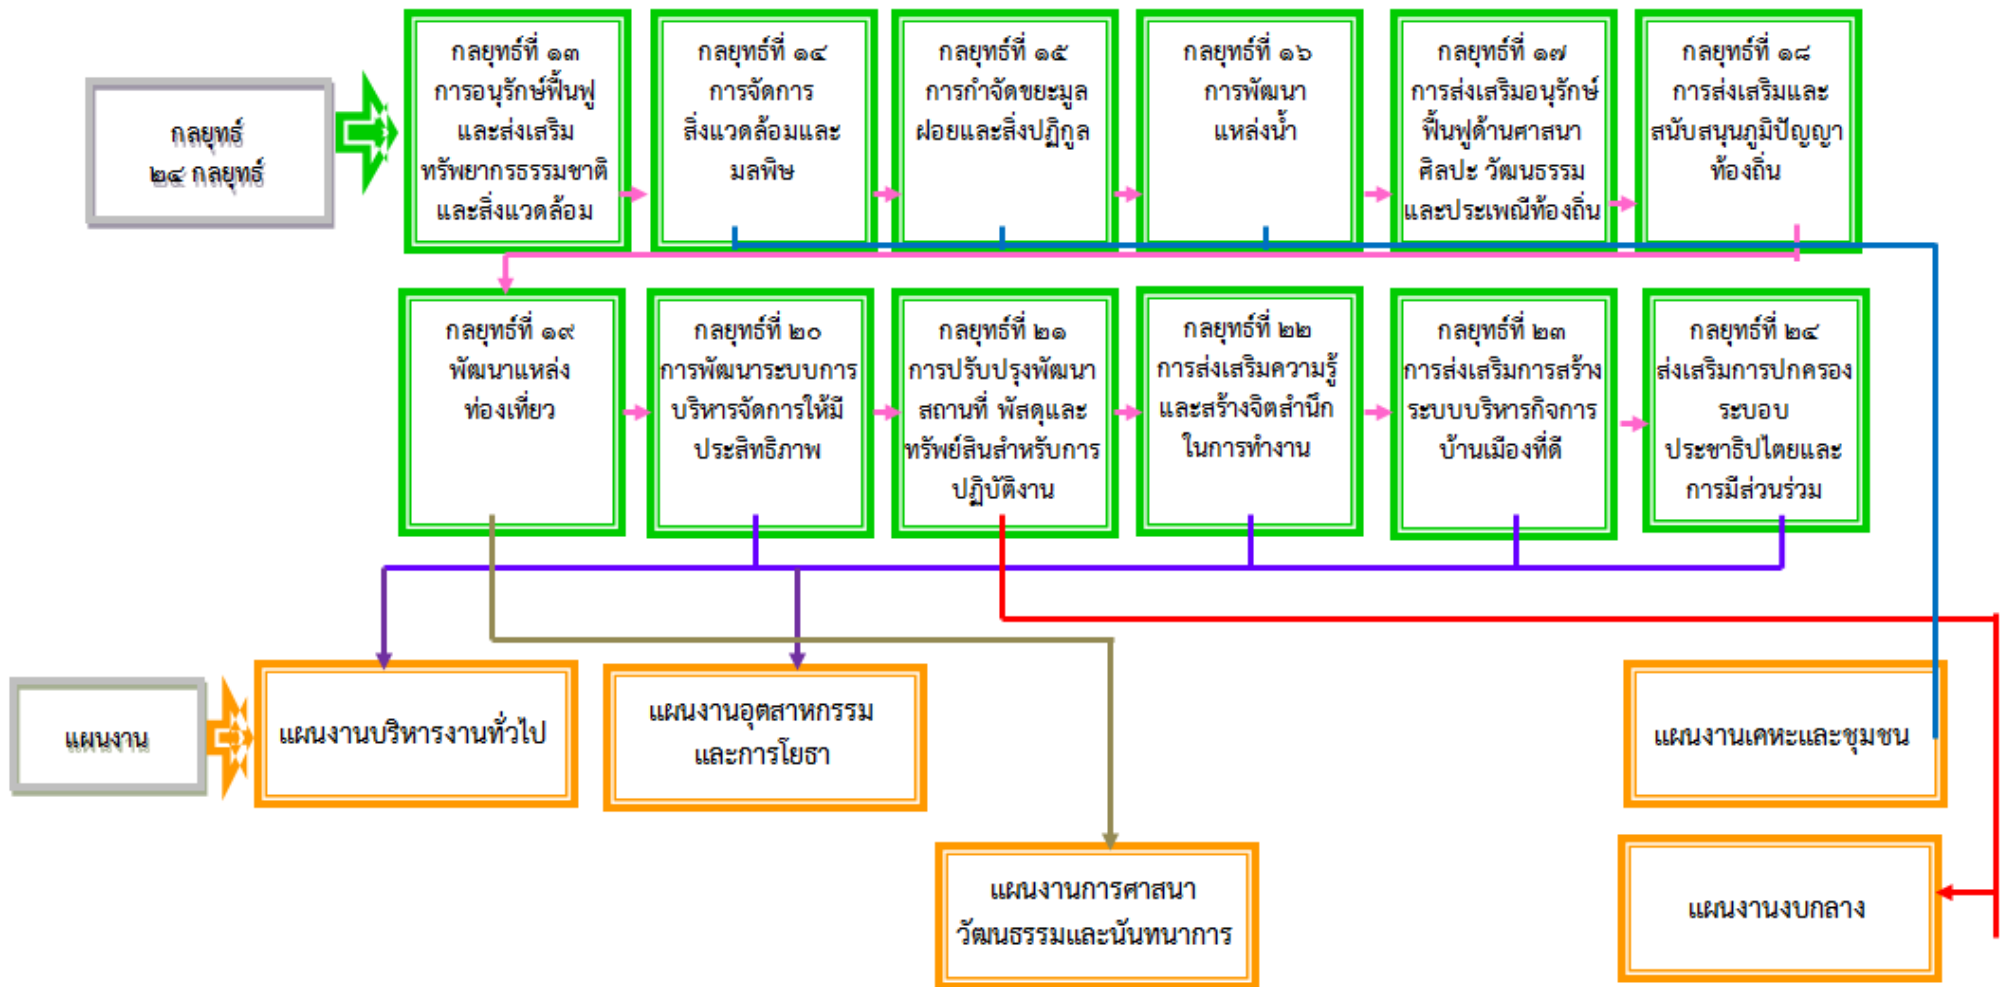 กลยุทธ์
๒๔ กลยุทธ์
กลยุทธ์ที่ ๑๓
การอนุรักษ์ฟื้นฟู
และส่งเสริม
ทรัพยากรธรรมชาติ
และสิ่งแวดล้อม
กลยุทธ์ที่ ๑๔
การจัดการ
สิ่งแวดล้อมและ
มลพิษ
กลยุทธ์ที่ ๑๕
การกำจัดขยะมูล
ฝอยและสิ่งปฏิกูล
กลยุทธ์ที่ ๑๖
การพัฒนา
แหล่งน้ำ
กลยุทธ์ที่ ๑๗
การส่งเสริมอนุรักษ์
ฟื้นฟูด้านศาสนา
ศิลปะ วัฒนธรรม
และประเพณีท้องถิ่น
กลยุทธ์ที่ ๑๘
การส่งเสริมและ
สนับสนุนภูมิปัญญา
ท้องถิ่น
กลยุทธ์ที่ ๑๙
พัฒนาแหล่ง
ท่องเที่ยว
กลยุทธ์ที่ ๒๐
การพัฒนาระบบการ
บริหารจัดการให้มี
ประสิทธิภาพ
กลยุทธ์ที่ ๒๑
การปรับปรุงพัฒนา
สถานที่ พัสดุและ
ทรัพย์สินสำหรับการ
ปฏิบัติงาน
กลยุทธ์ที่ ๒๒
การส่งเสริมความรู้
และสร้างจิตสำนึก
ในการทำงาน
กลยุทธ์ที่ ๒๓
การส่งเสริมการสร้าง
ระบบบริหารกิจการ
บ้านเมืองที่ดี
กลยุทธ์ที่ ๒๔
ส่งเสริมการปกครอง
ระบอบ
ประชาธิปไตยและ
การมีส่วนร่วม
แผนงาน
แผนงานบริหารงานทั่วไป
แผนงานอุตสาหกรรม
และการโยธา
แผนงานเคหะและชุมชน
แผนงานการศาสนา
วัฒนธรรมและนันทนาการ
แผนงานงบกลาง